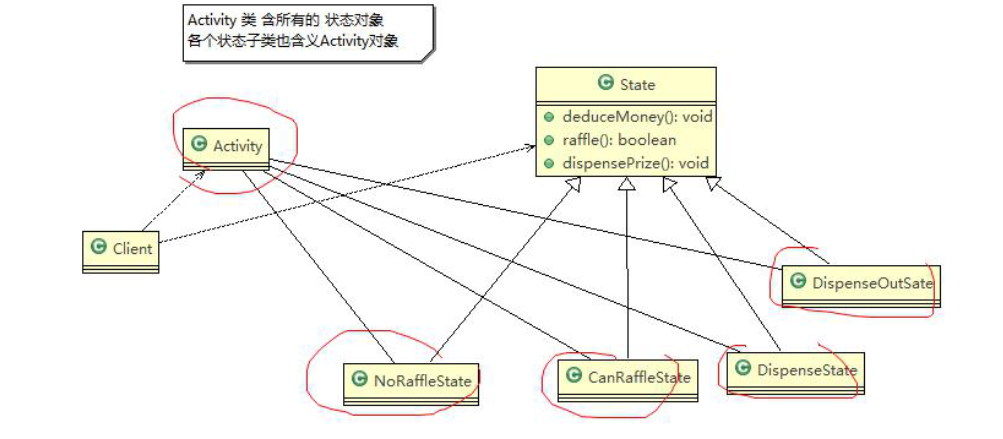 Activity 类 含所有的 状态对象
各个状态子类也含义Activity对象
C State
deduceMoney(): void
raffle(): boolean
dispensePrize(): void
C Activity
C Client
C DispenseOutSate
C NoRaffleState
C CanRaffleState
C DispenseState